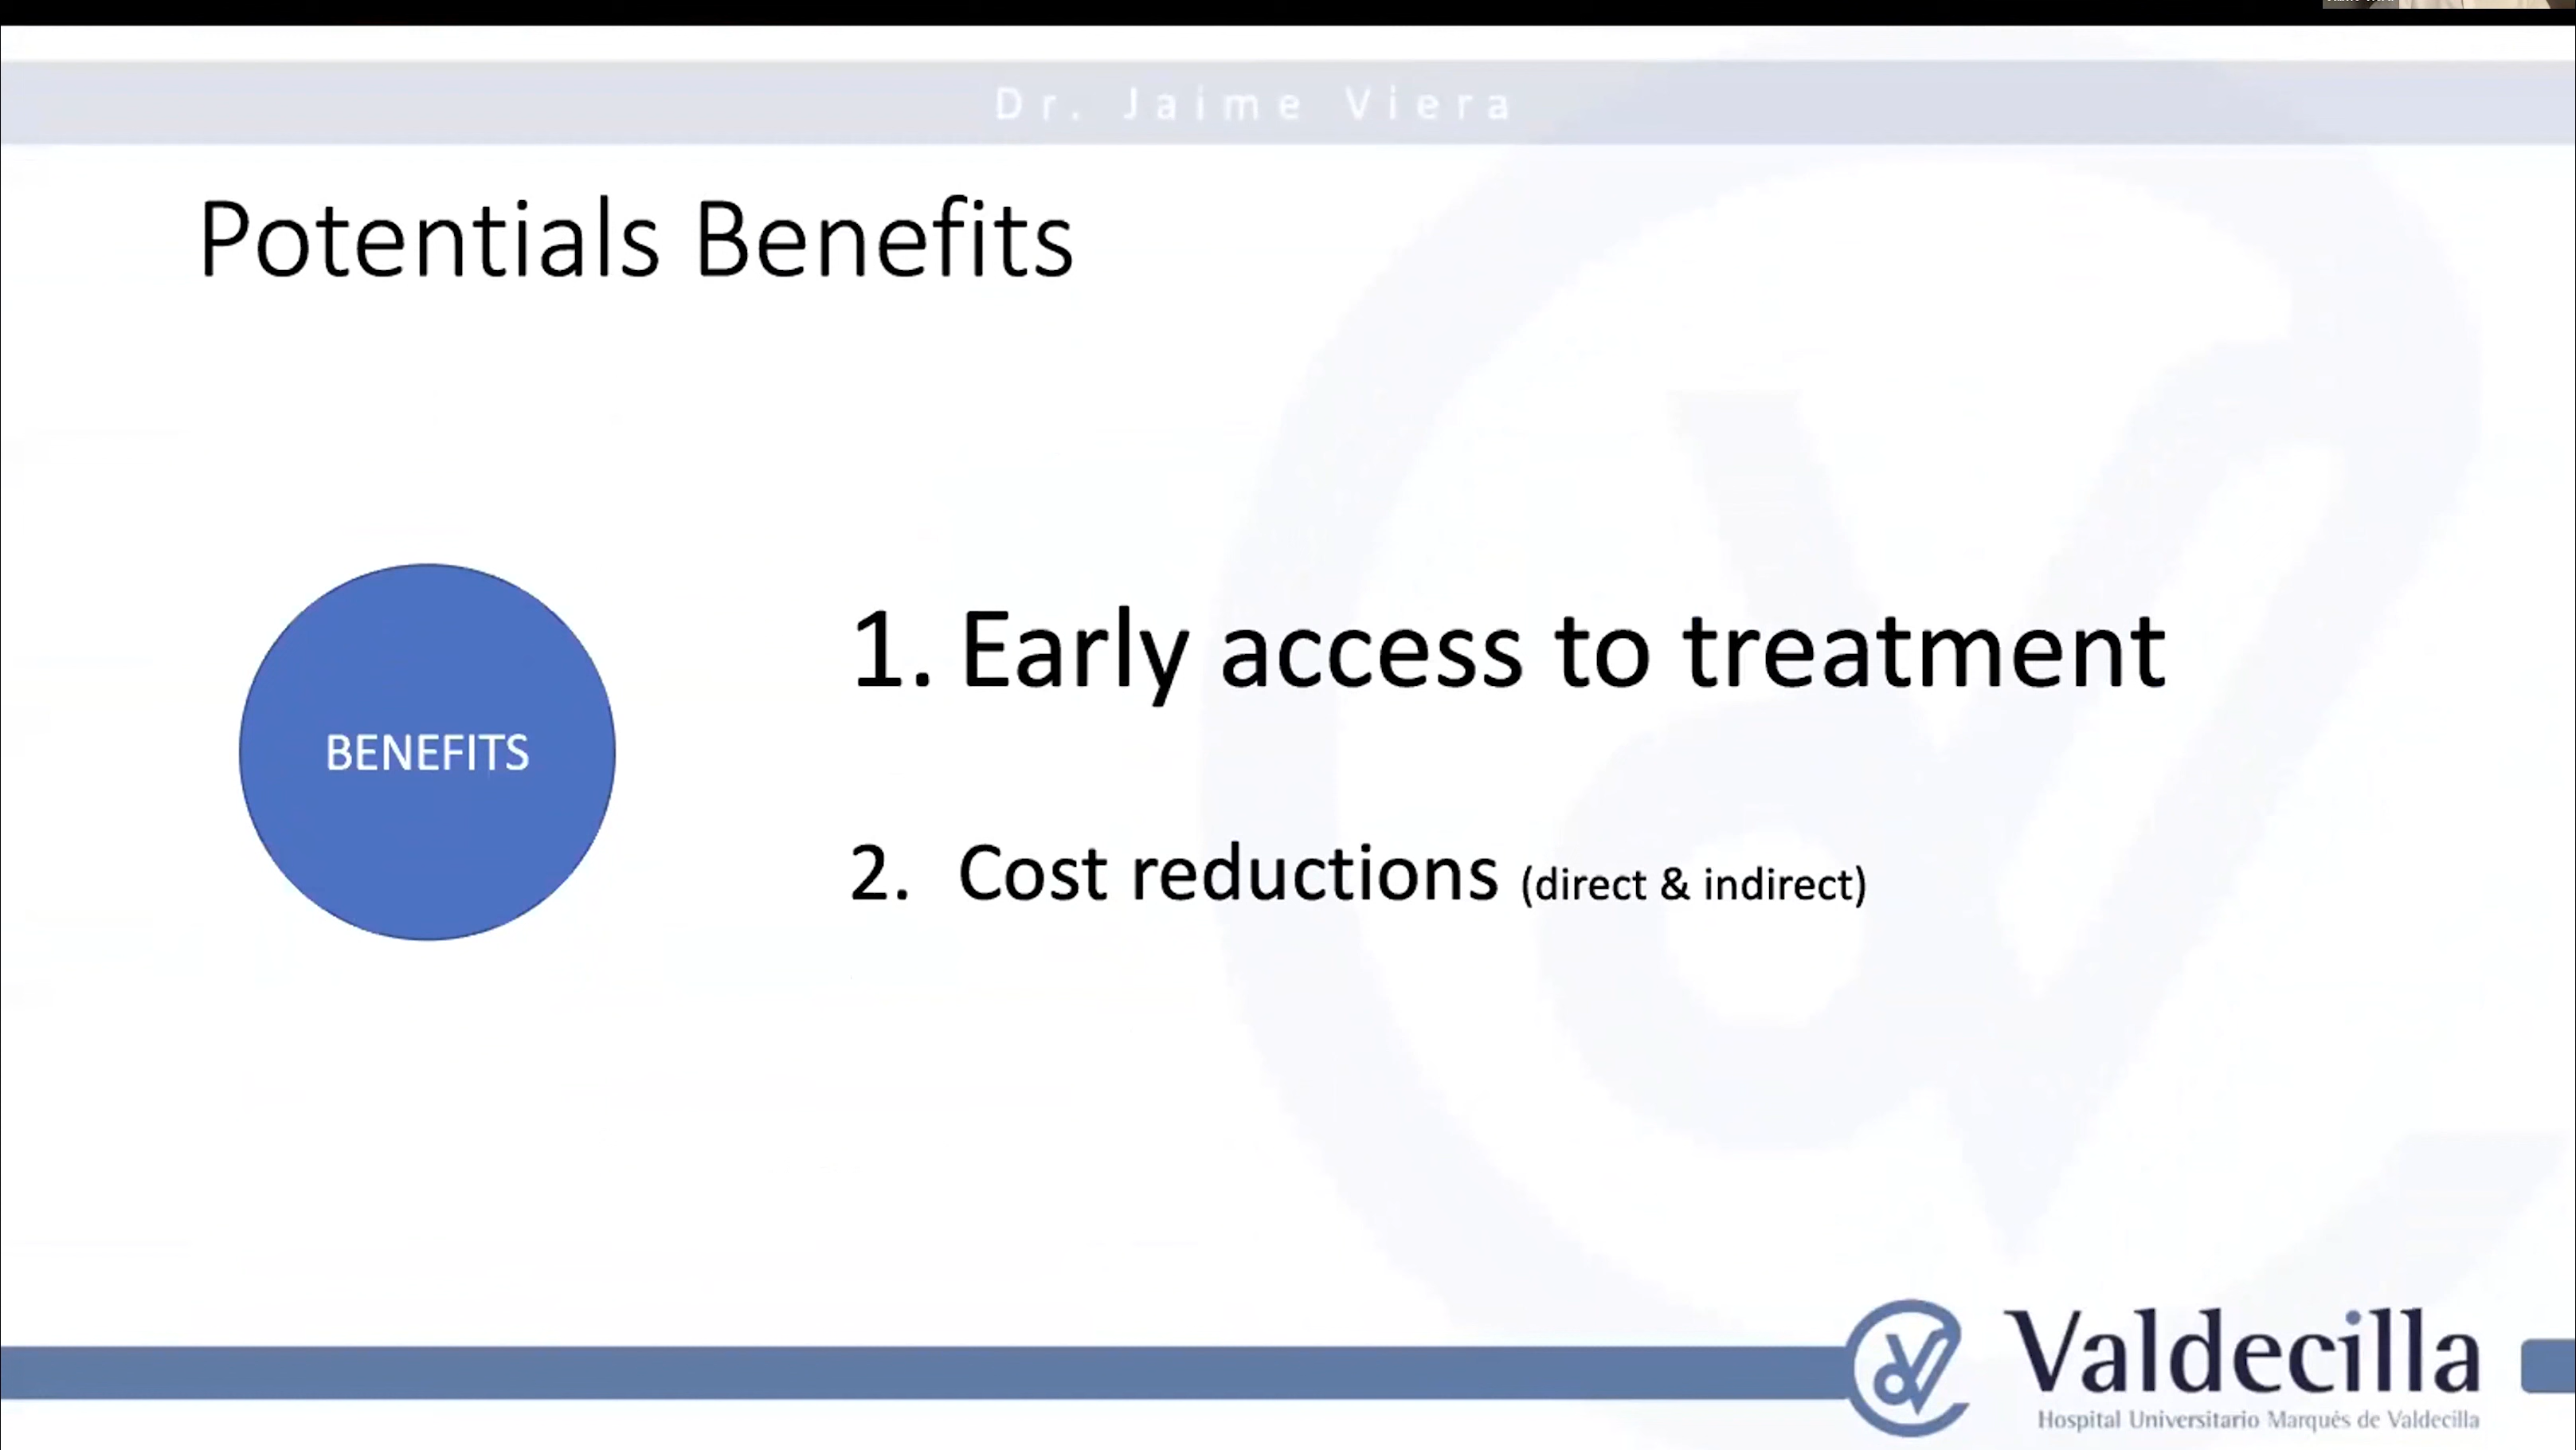 Dr. Jaime Viera
Potentials Benefits
BENEFITS
1. Early access to treatment
2. Cost reductions (direct & indirect)
Valdecilla
Hospital Universitario Marqués de Valdecilla